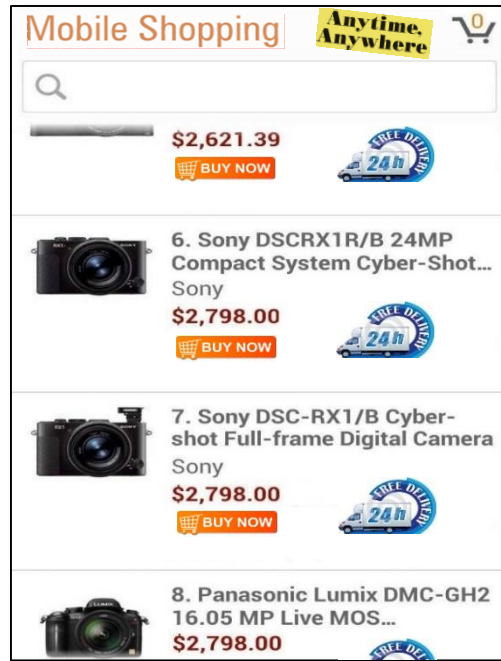 Mobile Shopping
Anytime,
Anywhere
0
$2,621.39
BUY NOW
FREE DELIVERY
24h
6. Sony DSCRX1R/B 24MP
Compact System Cyber-Shot...
Sony
$2,798.00
BUY NOW
FREE DELIVERY
24h
7. Sony DSC-RX1/B Cyber-
shot Full-frame Digital Camera
Sony
$2,798.00
BUY NOW
FREE DELIVERY
24h
8. Panasonic Lumix DMC-GH2
16.05 MP Live MOS...
$2,798.00
LUMIX